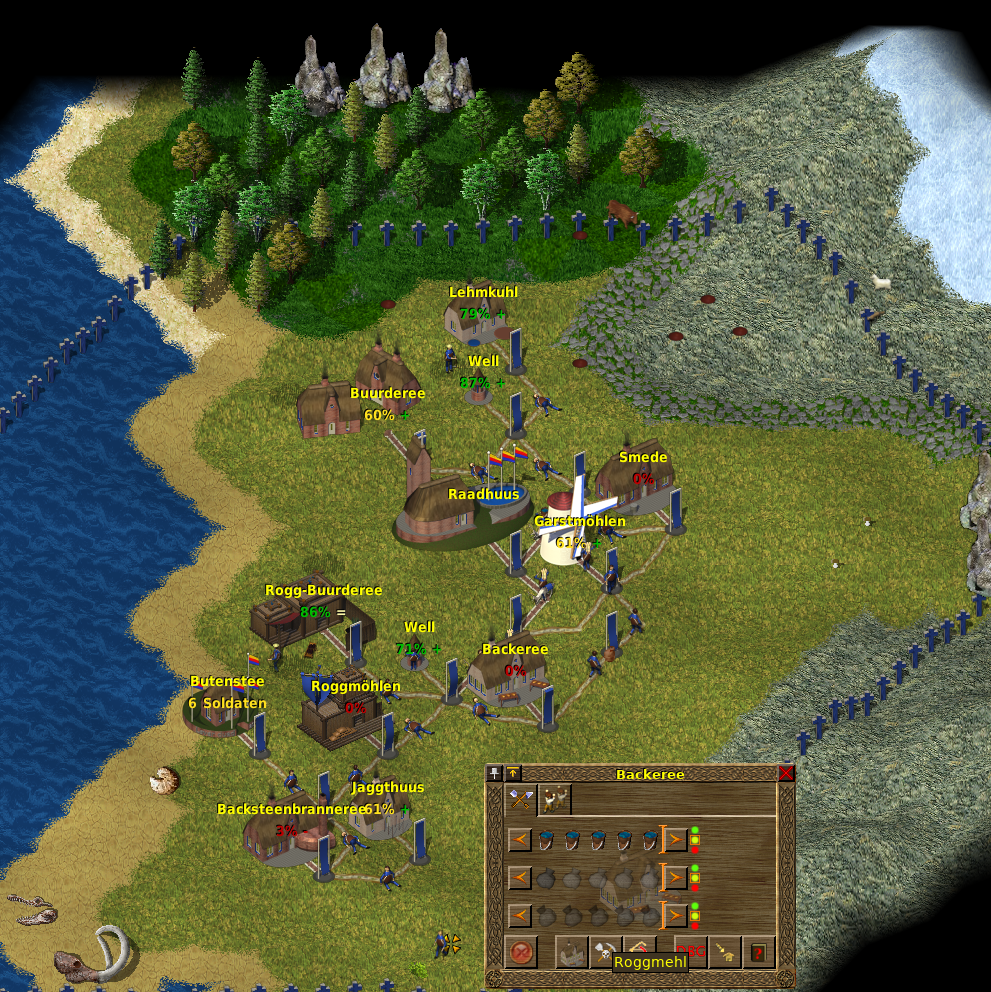 Lehmkuhl
79% +
Well
87% +
Buurderee
60% +
Smede
0%
Raadhuus
Garstmöhlen
61% +
Rogg-Buurderee
86% =
Well
71% +
Backeree
0%
Butenstee
6 Soldaten
Roggmöhlen
0%
Jaggthuus
61% +
Backsteenbranneree
3% -
Backeree
DBG
Roggmehl